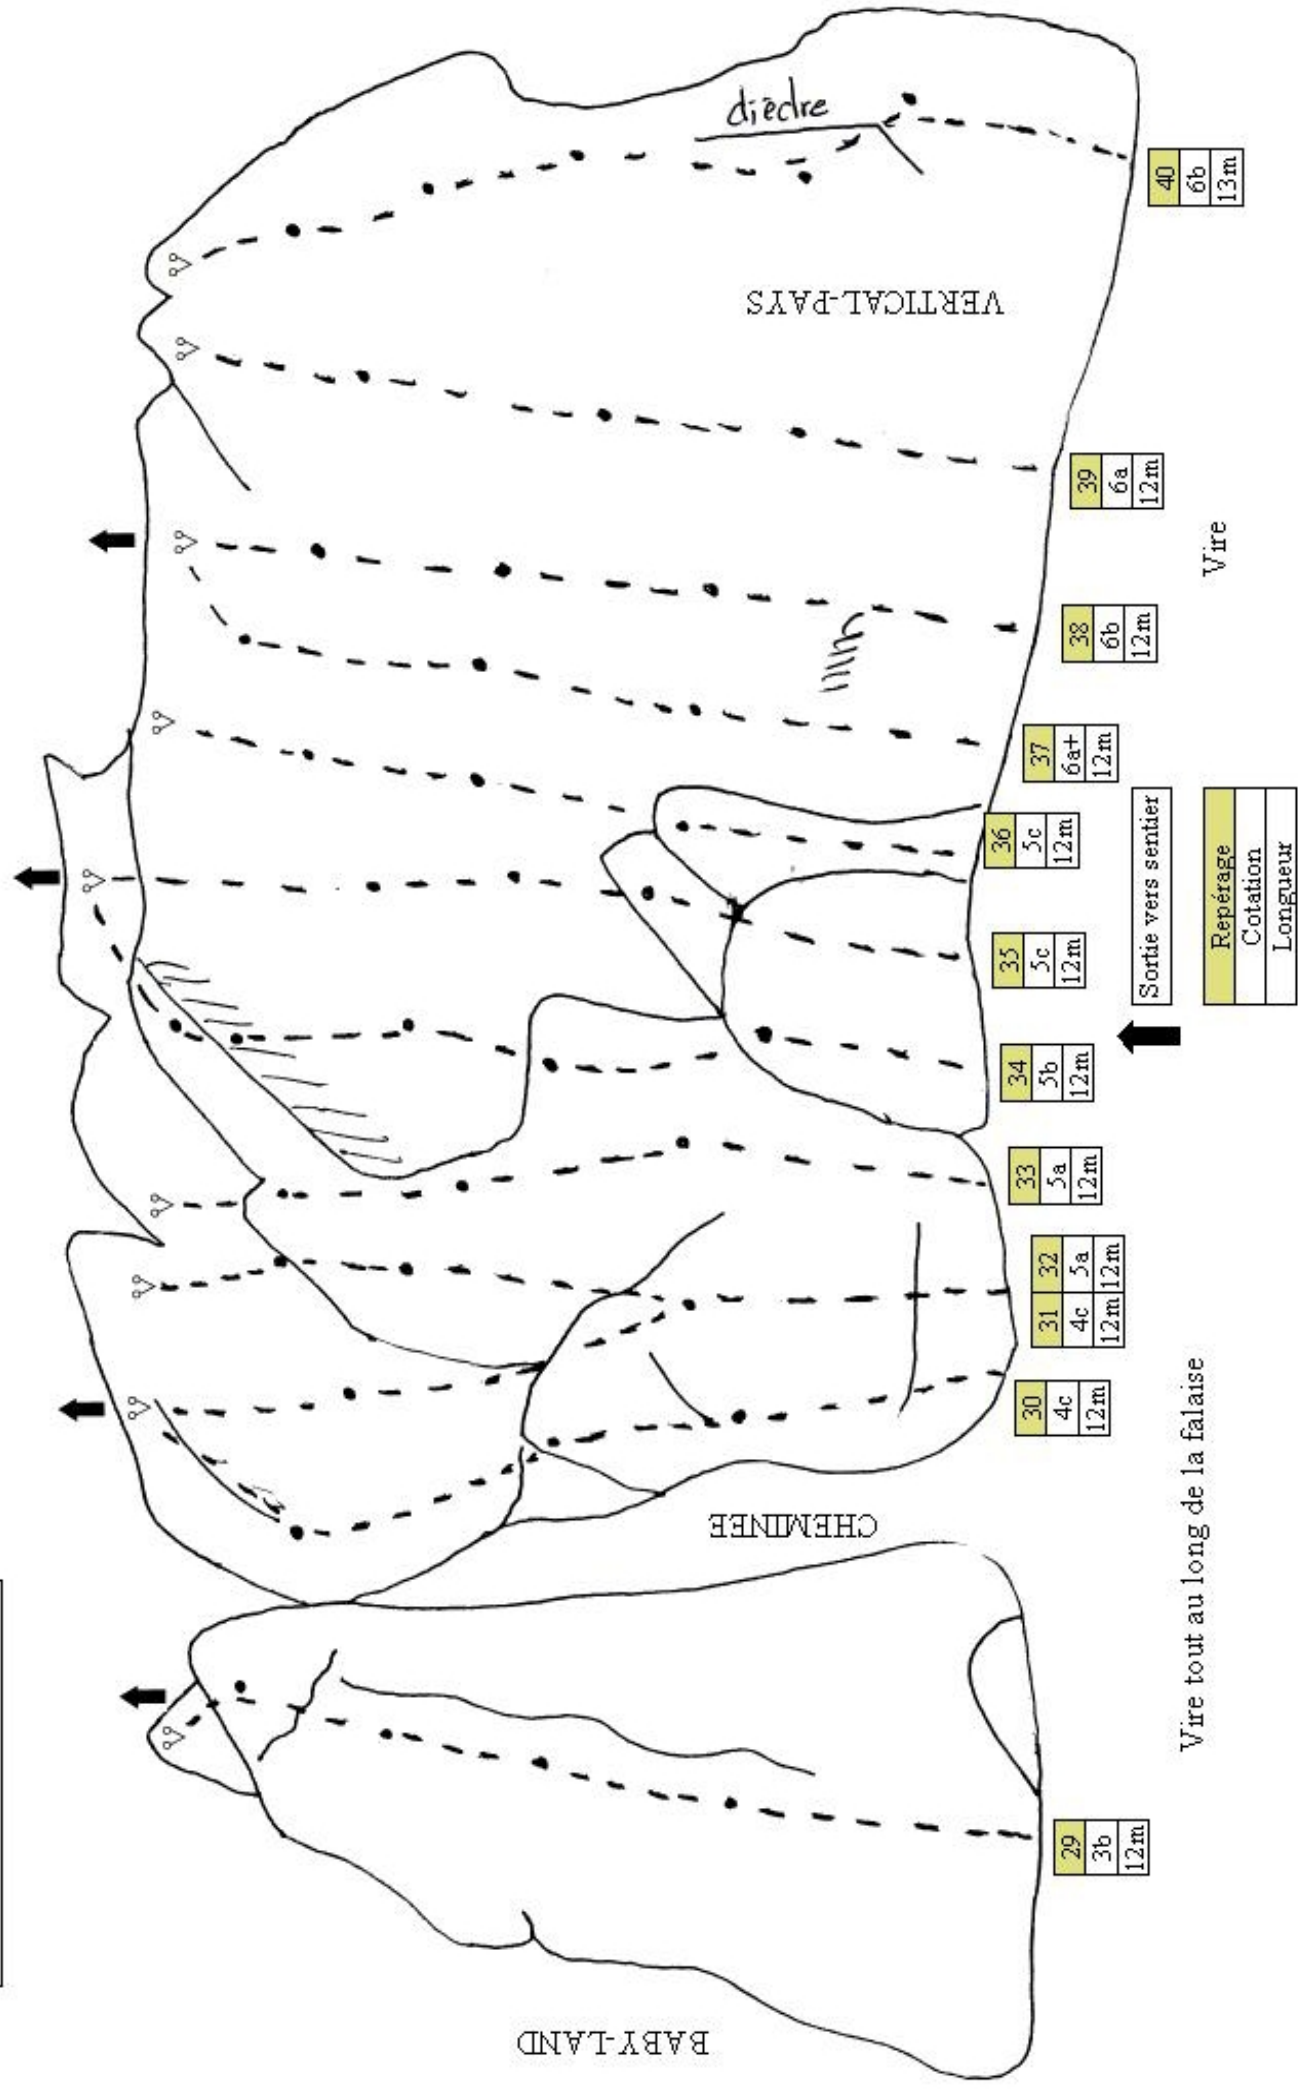 BABY-LAND
CHEMINEE
VERTICAL-PAYS
dièdre
29
3b
12m
30
4c
12m
31
4c
12m
32
5a
12m
33
5a
12m
34
5b
12m
35
5c
12m
36
5c
12m
37
6a+
12m
38
6b
12m
39
6a
12m
40
6b
13m
Vire tout au long de la falaise
Vire
Sortie vers sentier
Repérage
Cotation
Longueur